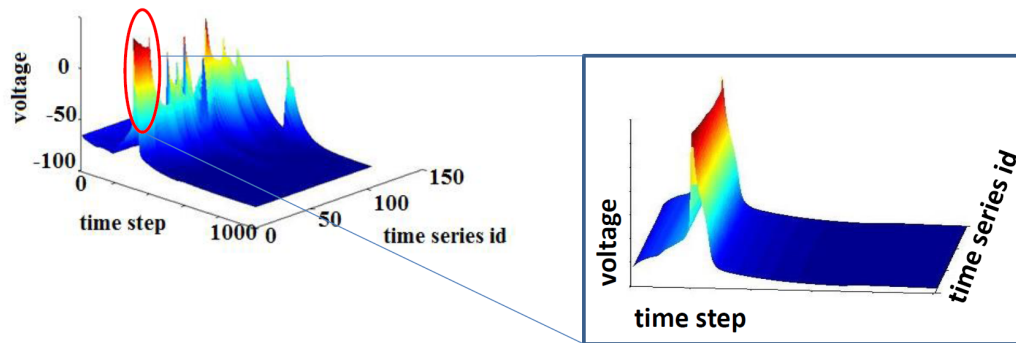 voltage
0
-50
-100
0
time step
1000
0
50
100
150
time series id
voltage
time step
time series id